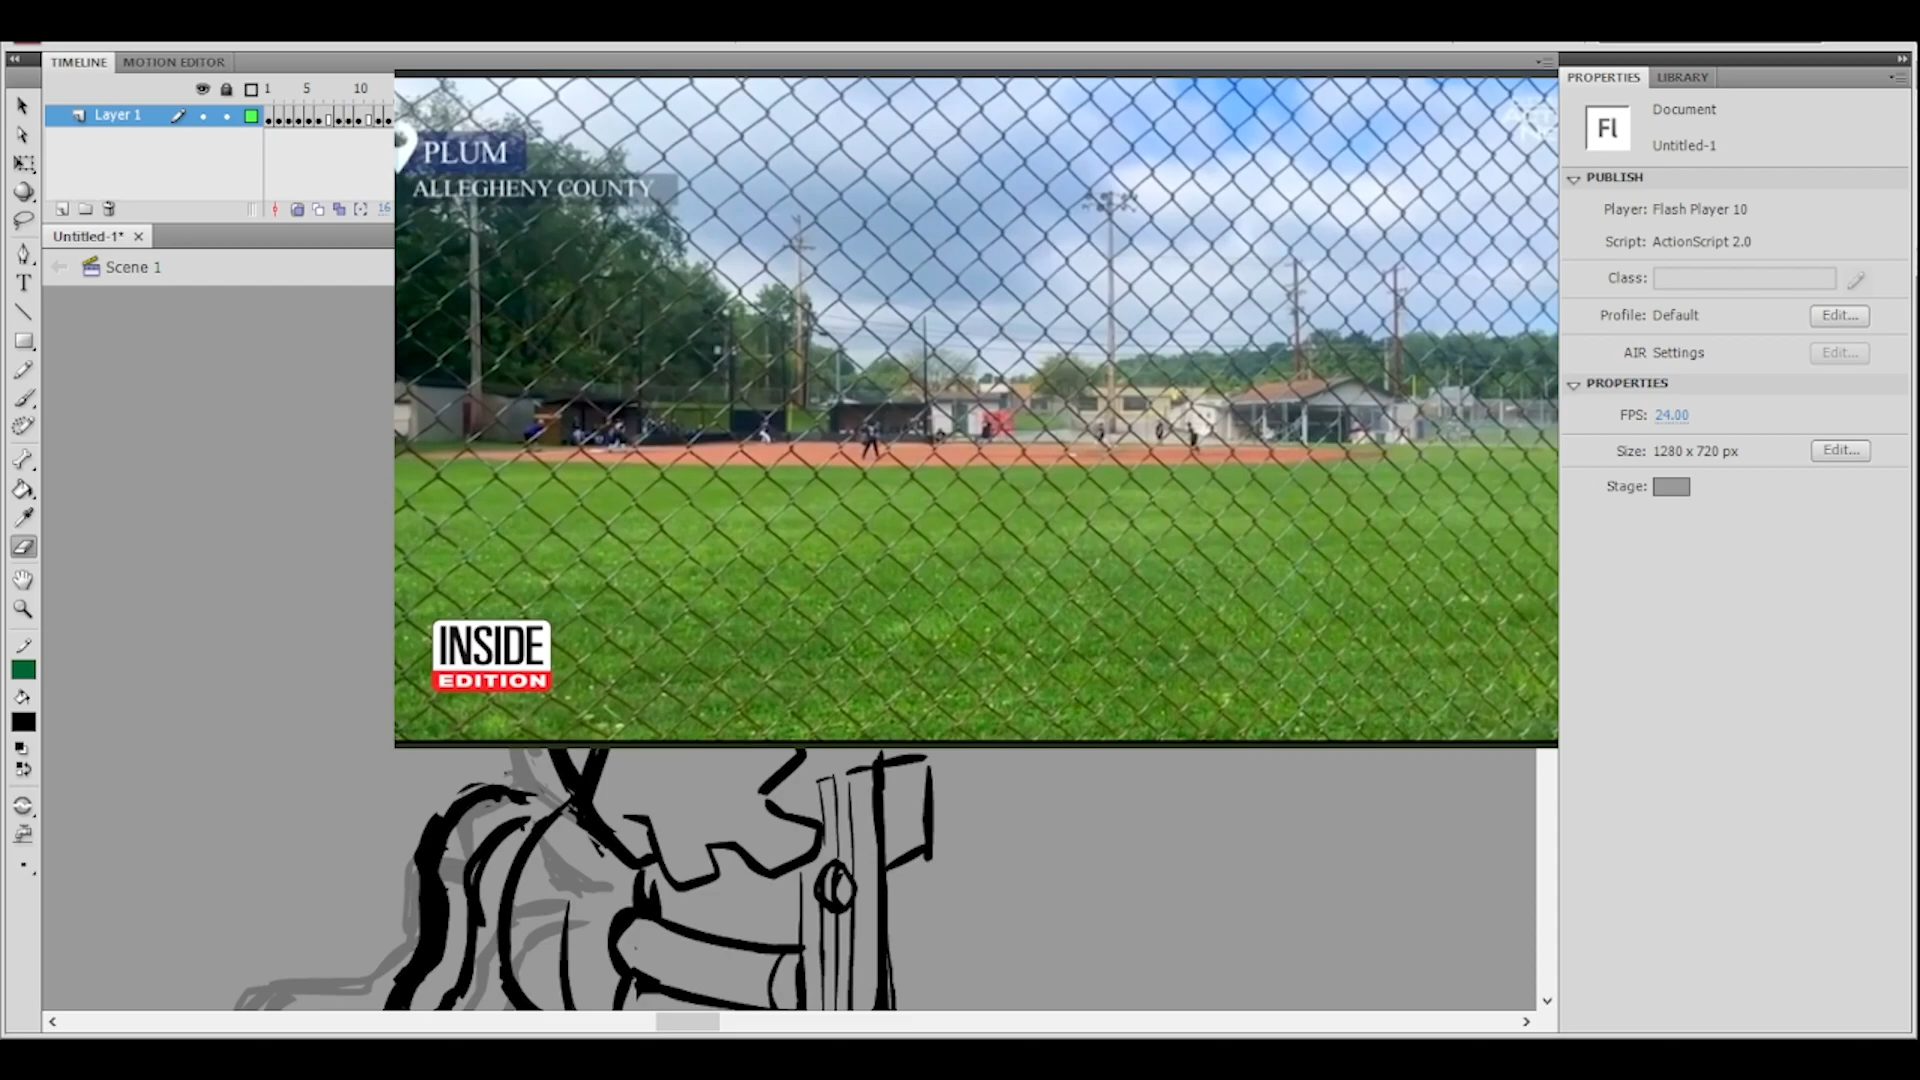 TIMELINE
MOTION EDITOR
1 5 10
Layer 1
16
Untitled-1*
Scene 1
PLUM
ALLEGHENY COUNTY
INSIDE
EDITION
PROPERTIES
LIBRARY
Fl
Document
Untitled-1
PUBLISH
Player: Flash Player 10
Script: ActionScript 2.0
Class:
Profile: Default
Edit...
AIR Settings
Edit...
PROPERTIES
FPS: 24.00
Size: 1280 x 720 px
Edit...
Stage:
T